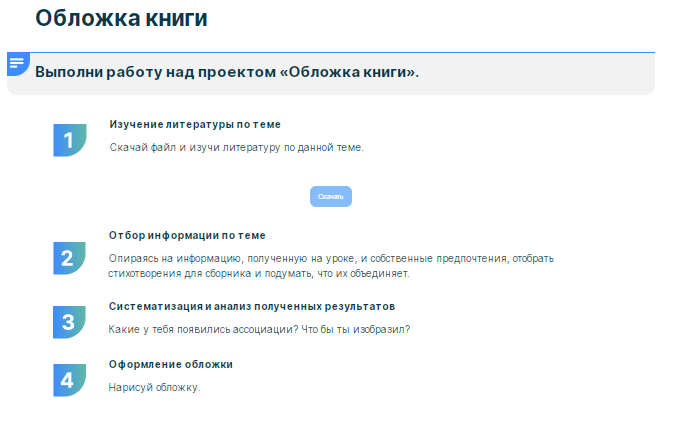 Обложка книги
Выполни работу над проектом «Обложка книги».
1
Изучение литературы по теме
Скачай файл и изучи литературу по данной теме.
Скачать
2
Отбор информации по теме
Опираясь на информацию, полученную на уроке, и собственные предпочтения, отобрать
стихотворения для сборника и подумать, что их объединяет.
3
Систематизация и анализ полученных результатов
Какие у тебя появились ассоциации? Что бы ты изобразил?
4
Оформление обложки
Нарисуй обложку.